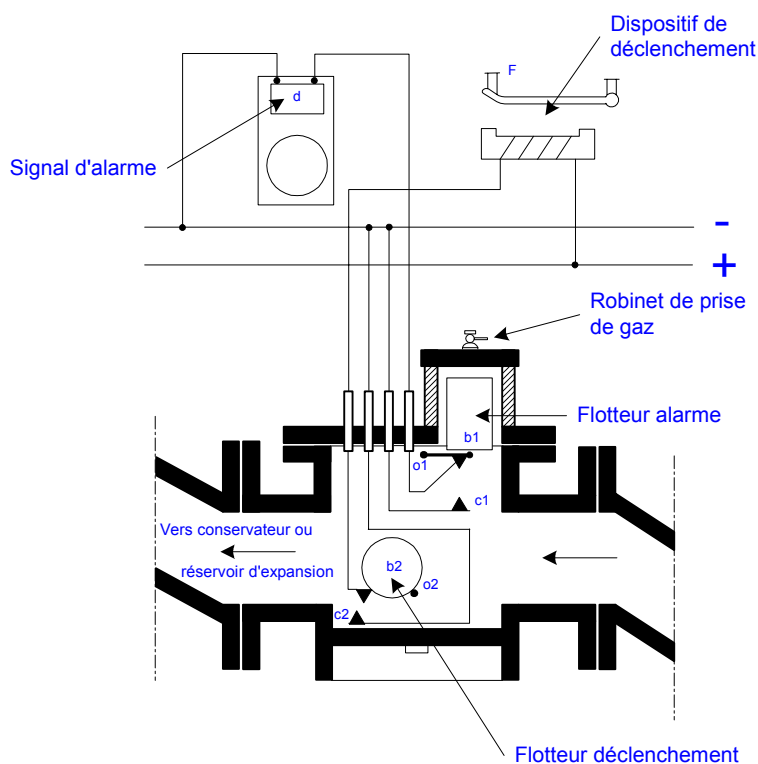 Dispositif de
déclenchement
F
d
Signal d'alarme
-
+
Robinet de prise
de gaz
Flotteur alarme
b1
o1
c1
Vers conservateur ou
réservoir d'expansion
b2
o2
c2
Flotteur déclenchement